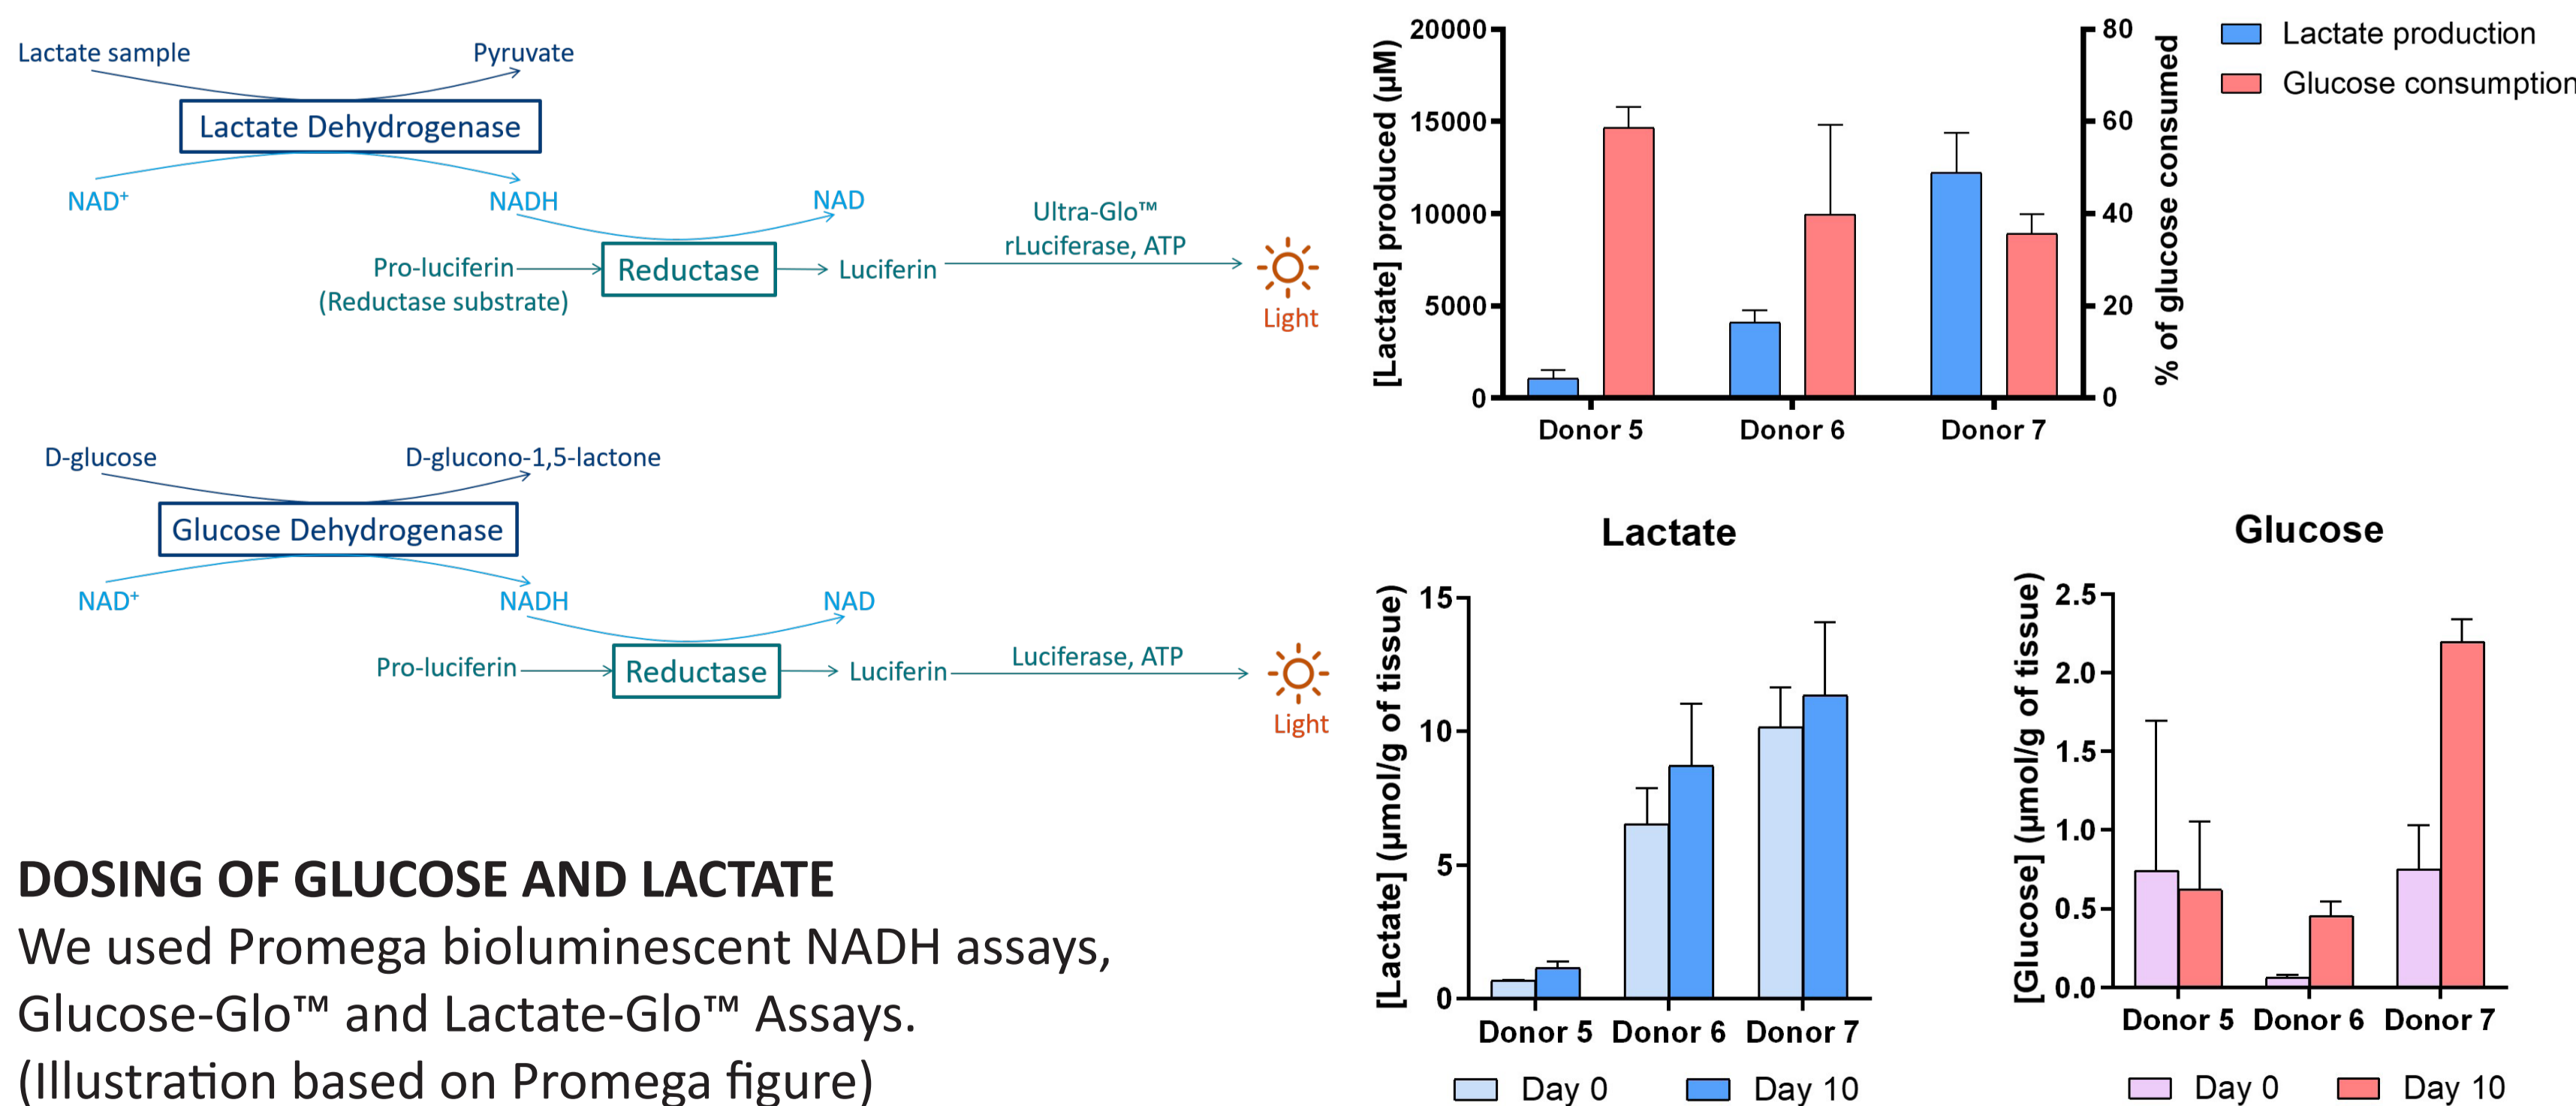 Lactate sample
Pyruvate
Lactate Dehydrogenase
NAD⁺
NADH
NAD
Pro-luciferin
(Reductase substrate)
Reductase
Luciferin
Ultra-Glo™
rLuciferase, ATP
Light
D-glucose
D-glucono-1,5-lactone
Glucose Dehydrogenase
NAD⁺
NADH
NAD
Pro-luciferin
Reductase
Luciferin
Luciferase, ATP
Light
DOSING OF GLUCOSE AND LACTATE
We used Promega bioluminescent NADH assays,
Glucose-Glo™ and Lactate-Glo™ Assays.
(Illustration based on Promega figure)
[Lactate] produced (µM)
20000
15000
10000
5000
0
80
60
40
20
0
% of glucose consumed
Donor 5
Donor 6
Donor 7
Lactate production
Glucose consumption
Lactate
[Lactate] (µmol/g of tissue)
15
10
5
0
Donor 5
Donor 6
Donor 7
Day 0
Day 10
Glucose
[Glucose] (µmol/g of tissue)
2.5
2.0
1.5
1.0
0.5
0.0
Donor 5
Donor 6
Donor 7
Day 0
Day 10